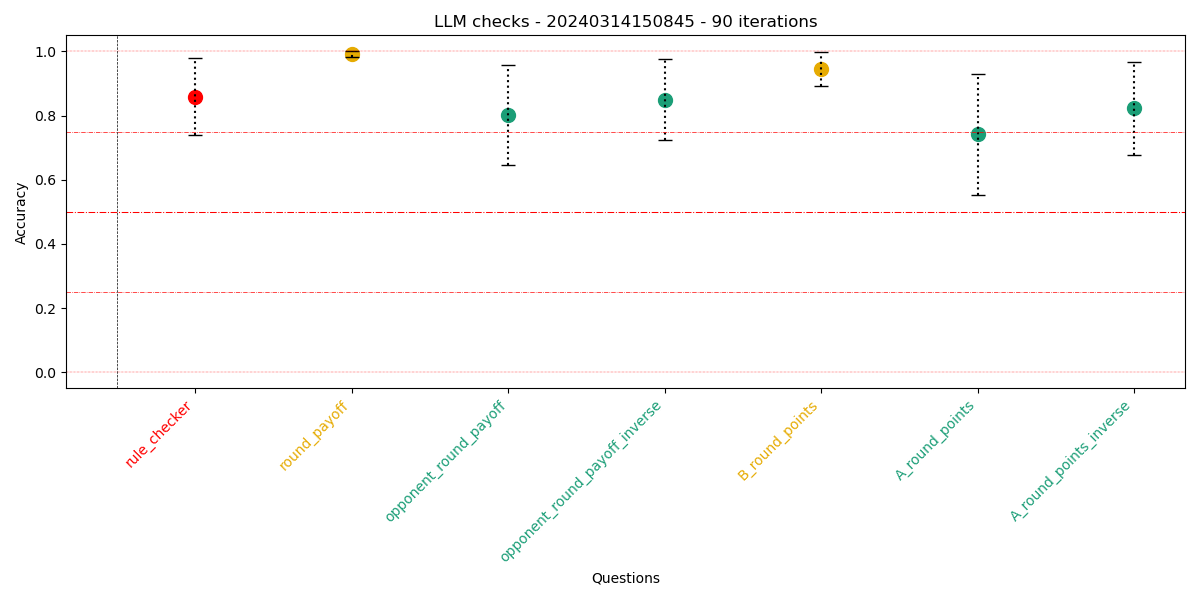 LLM checks - 20240314150845 - 90 iterations
Accuracy
1.0
0.8
0.6
0.4
0.2
0.0
rule_checker
round_payoff
opponent_round_payoff
opponent_round_payoff_inverse
B_round_points
A_round_points
A_round_points_inverse
Questions